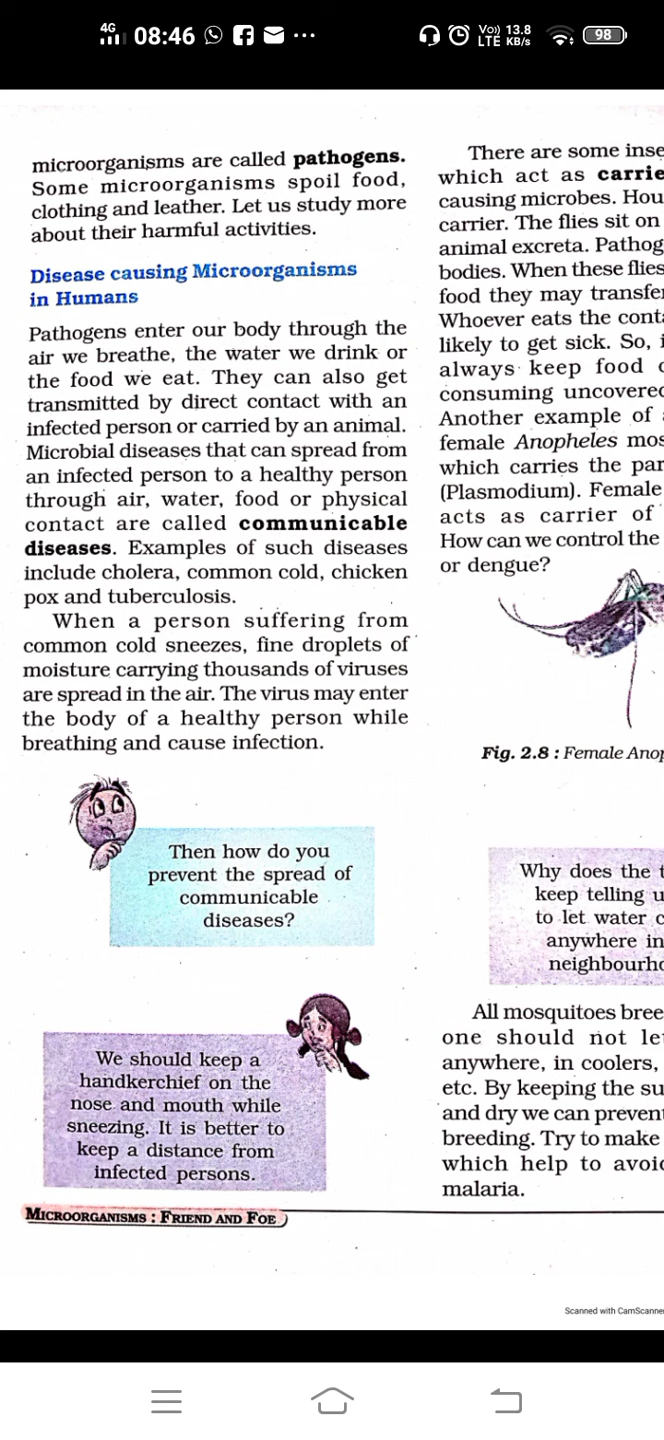 4G
08:46
Vo)) 13.8
LTE KB/s
98
microorganisms are called pathogens.
Some microorganisms spoil food,
clothing and leather. Let us study more
about their harmful activities.
Disease causing Microorganisms
in Humans
Pathogens enter our body through the
air we breathe, the water we drink or
the food we eat. They can also get
transmitted by direct contact with an
infected person or carried by an animal.
Microbial diseases that can spread from
an infected person to a healthy person
through air, water, food or physical
contact are called communicable
diseases. Examples of such diseases
include cholera, common cold, chicken
pox and tuberculosis.
When a person suffering from
common cold sneezes, fine droplets of
moisture carrying thousands of viruses
are spread in the air. The virus may enter
the body of a healthy person while
breathing and cause infection.
Then how do you
prevent the spread of
communicable
diseases?
We should keep a
handkerchief on the
nose and mouth while
sneezing. It is better to
keep a distance from
infected persons.
MICROORGANISMS : FRIEND AND FOE
There are some inse
which act as carrie
causing microbes. Hou
carrier. The flies sit on
animal excreta. Pathog
bodies. When these flies
food they may transfer
Whoever eats the conta
likely to get sick. So, i
always keep food c
consuming uncovered
Another example of a
female Anopheles mos
which carries the par
(Plasmodium). Female
acts as carrier of
How can we control the
or dengue?
Fig. 2.8 : Female Anop
Why does the t
keep telling u
to let water c
anywhere in
neighbourho
All mosquitoes bree
one should not let
anywhere, in coolers,
etc. By keeping the su
and dry we can prevent
breeding. Try to make
which help to avoid
malaria.
Scanned with CamScanner